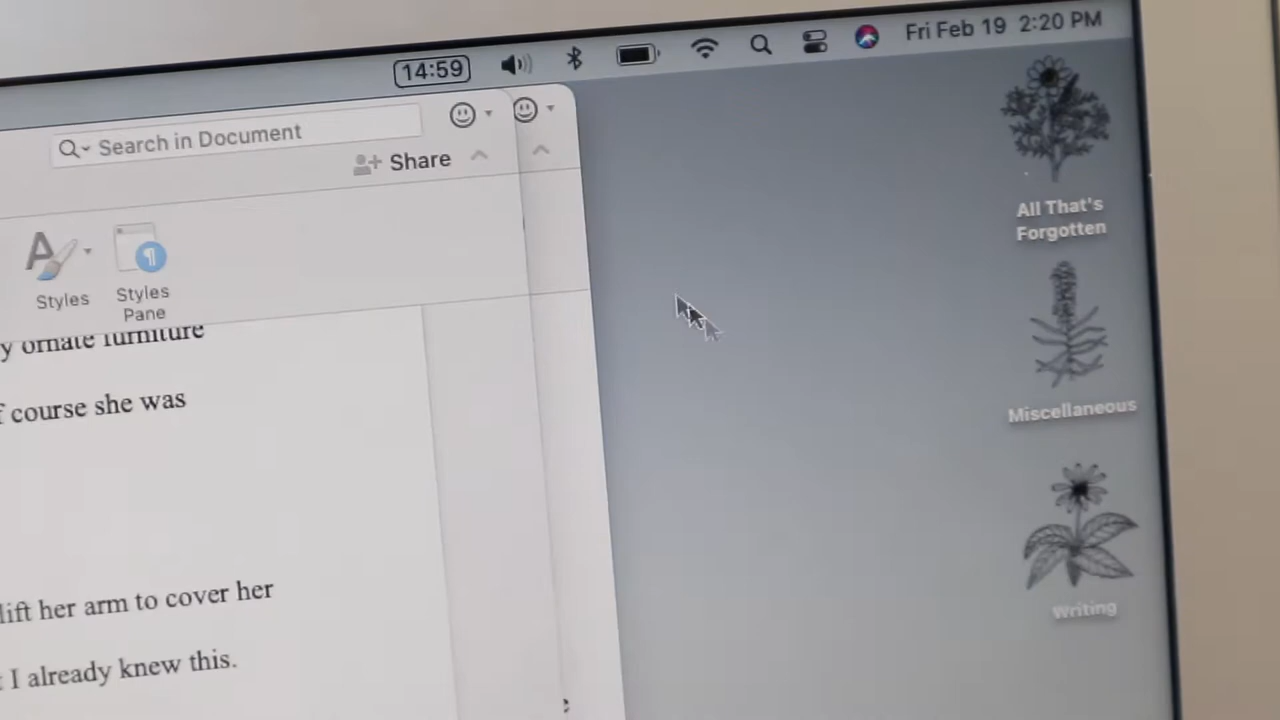 14:59 Fri Feb 19 2:20 PM
Search in Document
Share
Styles
Styles
Pane
y ornate furniture
course she was
lift her arm to cover her
I already knew this.
All That's
Forgotten
Miscellaneous
Writing